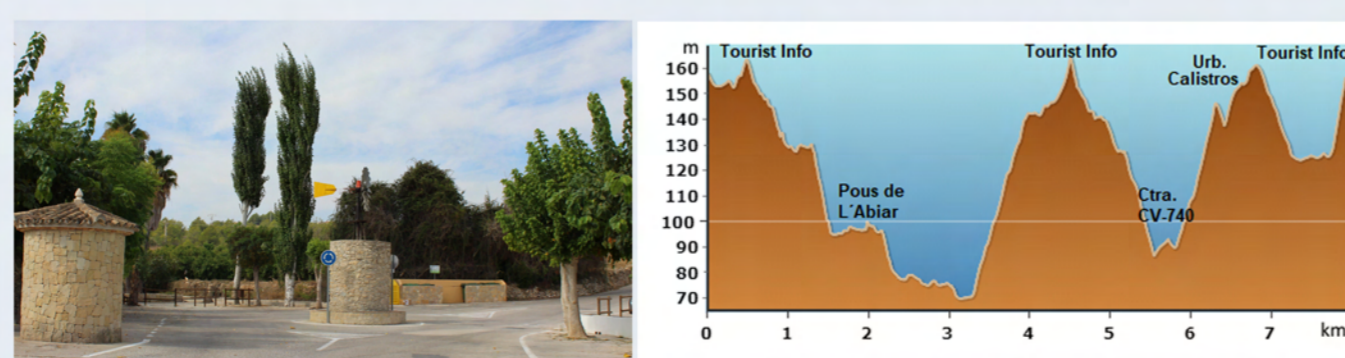 m
Tourist Info
Tourist Info
Tourist Info
Urb.
Calistros
160
150
140
130
120
110
100
90
80
70
Pous de
L´Abiar
Ctra.
CV-740
0 1 2 3 4 5 6 7 km